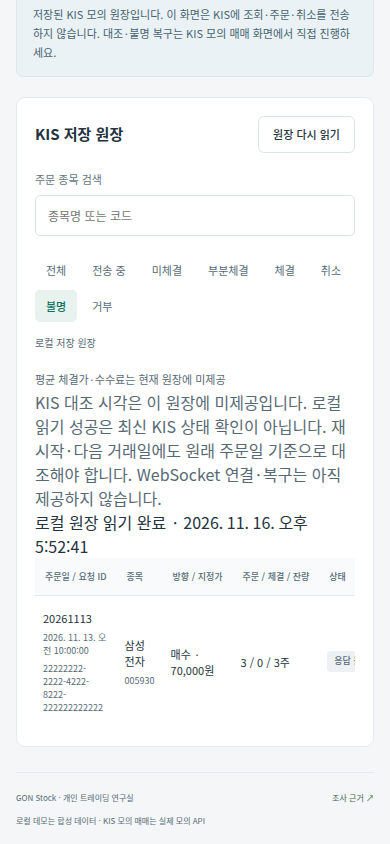 저장된 KIS 모의 원장입니다. 이 화면은 KIS에 조회·주문·취소를 전송
하지 않습니다. 대조·불명 복구는 KIS 모의 매매 화면에서 직접 진행하
세요.
KIS 저장 원장
원장 다시 읽기
주문 종목 검색
종목명 또는 코드
전체 전송 중 미체결 부분체결 체결 취소
불명 거부
로컬 저장 원장
평균 체결가·수수료는 현재 원장에 미제공
KIS 대조 시각은 이 원장에 미제공입니다. 로컬
읽기 성공은 최신 KIS 상태 확인이 아닙니다. 재
시작·다음 거래일에도 원래 주문일 기준으로 대
조해야 합니다. WebSocket 연결·복구는 아직
제공하지 않습니다.
로컬 원장 읽기 완료 · 2026. 11. 16. 오후
5:52:41
주문일 / 요청 ID 종목 방향 / 지정가 주문 / 체결 / 잔량 상태
20261113
2026. 11. 13. 오
전 10:00:00
22222222-
2222-4222-
8222-
222222222222
삼성
전자
005930
매수 ·
70,000원
3 / 0 / 3주
응답
GON Stock · 개인 트레이딩 연구실
조사 근거 ↗
로컬 데모는 합성 데이터 · KIS 모의 매매는 실제 모의 API